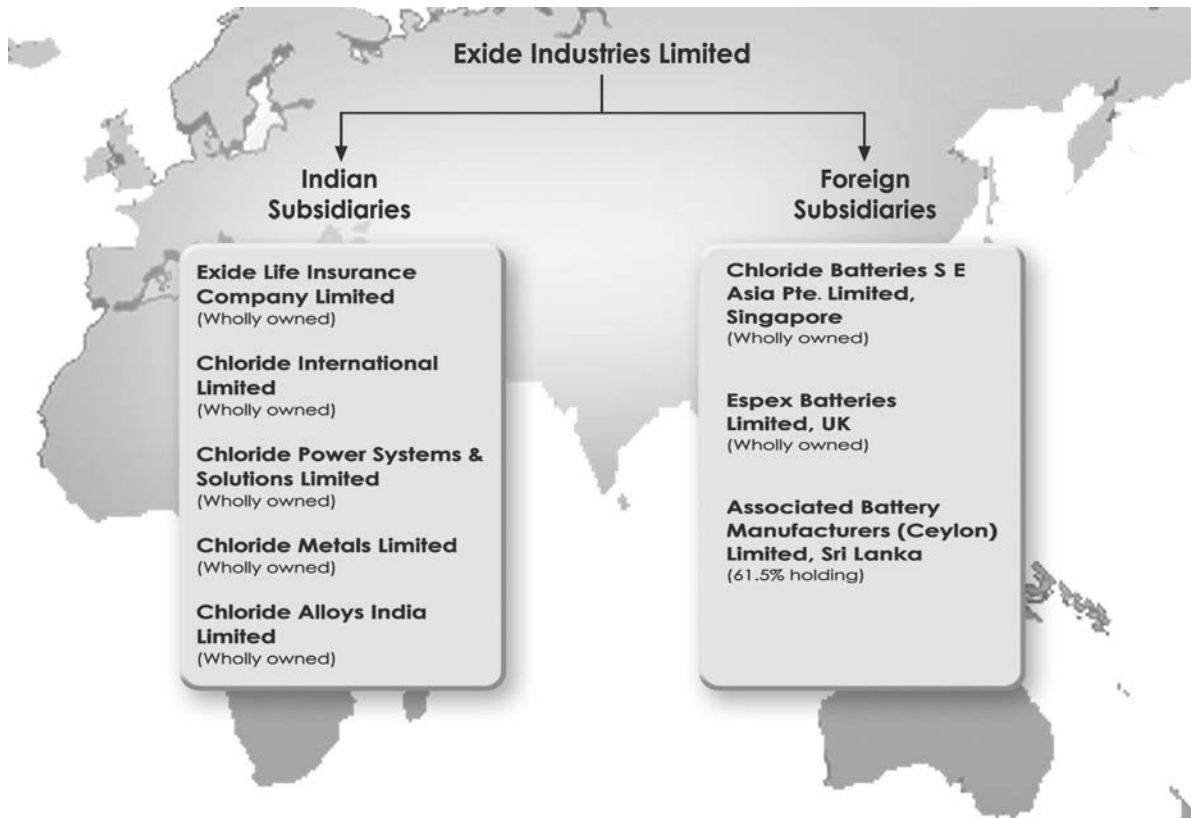 Exide Industries Limited
Indian
Subsidiaries
Exide Life Insurance
Company Limited
(Wholly owned)
Chloride International
Limited
(Wholly owned)
Chloride Power Systems &
Solutions Limited
(Wholly owned)
Chloride Metals Limited
(Wholly owned)
Chloride Alloys India
Limited
(Wholly owned)
Foreign
Subsidiaries
Chloride Batteries S E
Asia Pte. Limited,
Singapore
(Wholly owned)
Espex Batteries
Limited, UK
(Wholly owned)
Associated Battery
Manufacturers (Ceylon)
Limited, Sri Lanka
(61.5% holding)